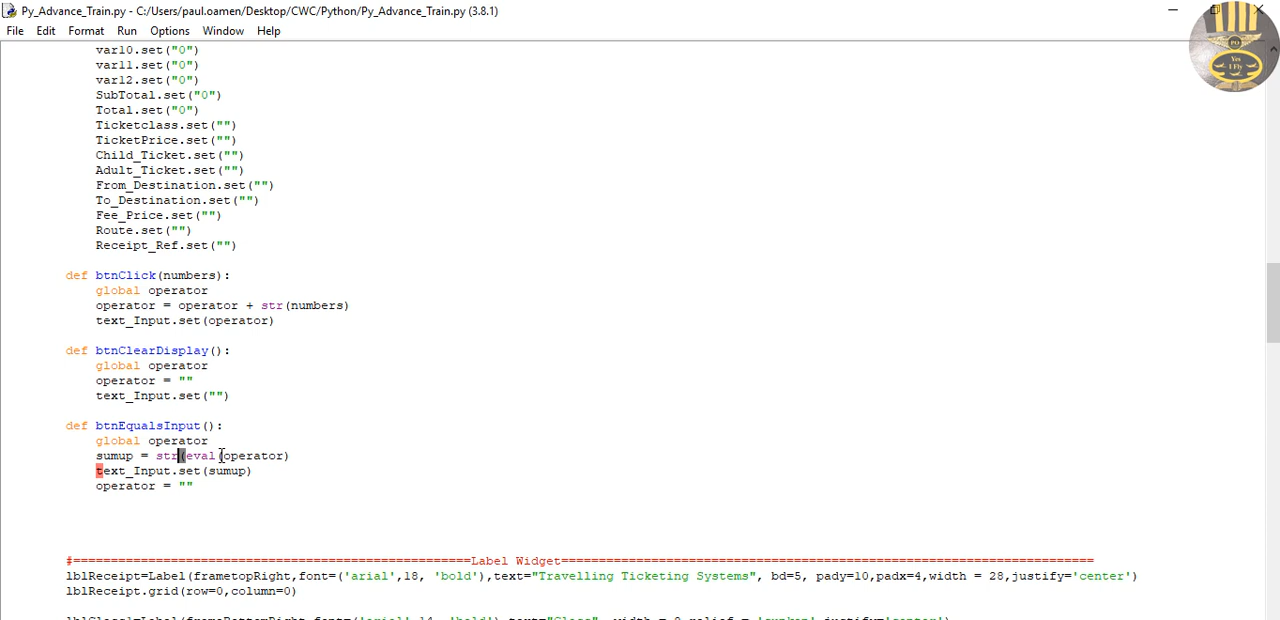 Py_Advance_Train.py - C:/Users/paul.oamen/Desktop/CWC/Python/Py_Advance_Train.py (3.8.1)
File Edit Format Run Options Window Help
var10.set("0")
var11.set("0")
var12.set("0")
SubTotal.set("0")
Total.set("0")
Ticketclass.set("")
TicketPrice.set("")
Child_Ticket.set("")
Adult_Ticket.set("")
From_Destination.set("")
To_Destination.set("")
Fee_Price.set("")
Route.set("")
Receipt_Ref.set("")
def btnClick(numbers):
global operator
operator = operator + str(numbers)
text_Input.set(operator)
def btnClearDisplay():
global operator
operator = ""
text_Input.set("")
def btnEqualsInput():
global operator
sumup = str(eval(operator)
text_Input.set(sumup)
operator = ""
#=====================================================Label Widget=======================================================================
lblReceipt=Label(frametopRight,font=('arial',18, 'bold'),text="Travelling Ticketing Systems", bd=5, pady=10,padx=4,width = 28,justify='center')
lblReceipt.grid(row=0,column=0)
PO
Yes
I Fly